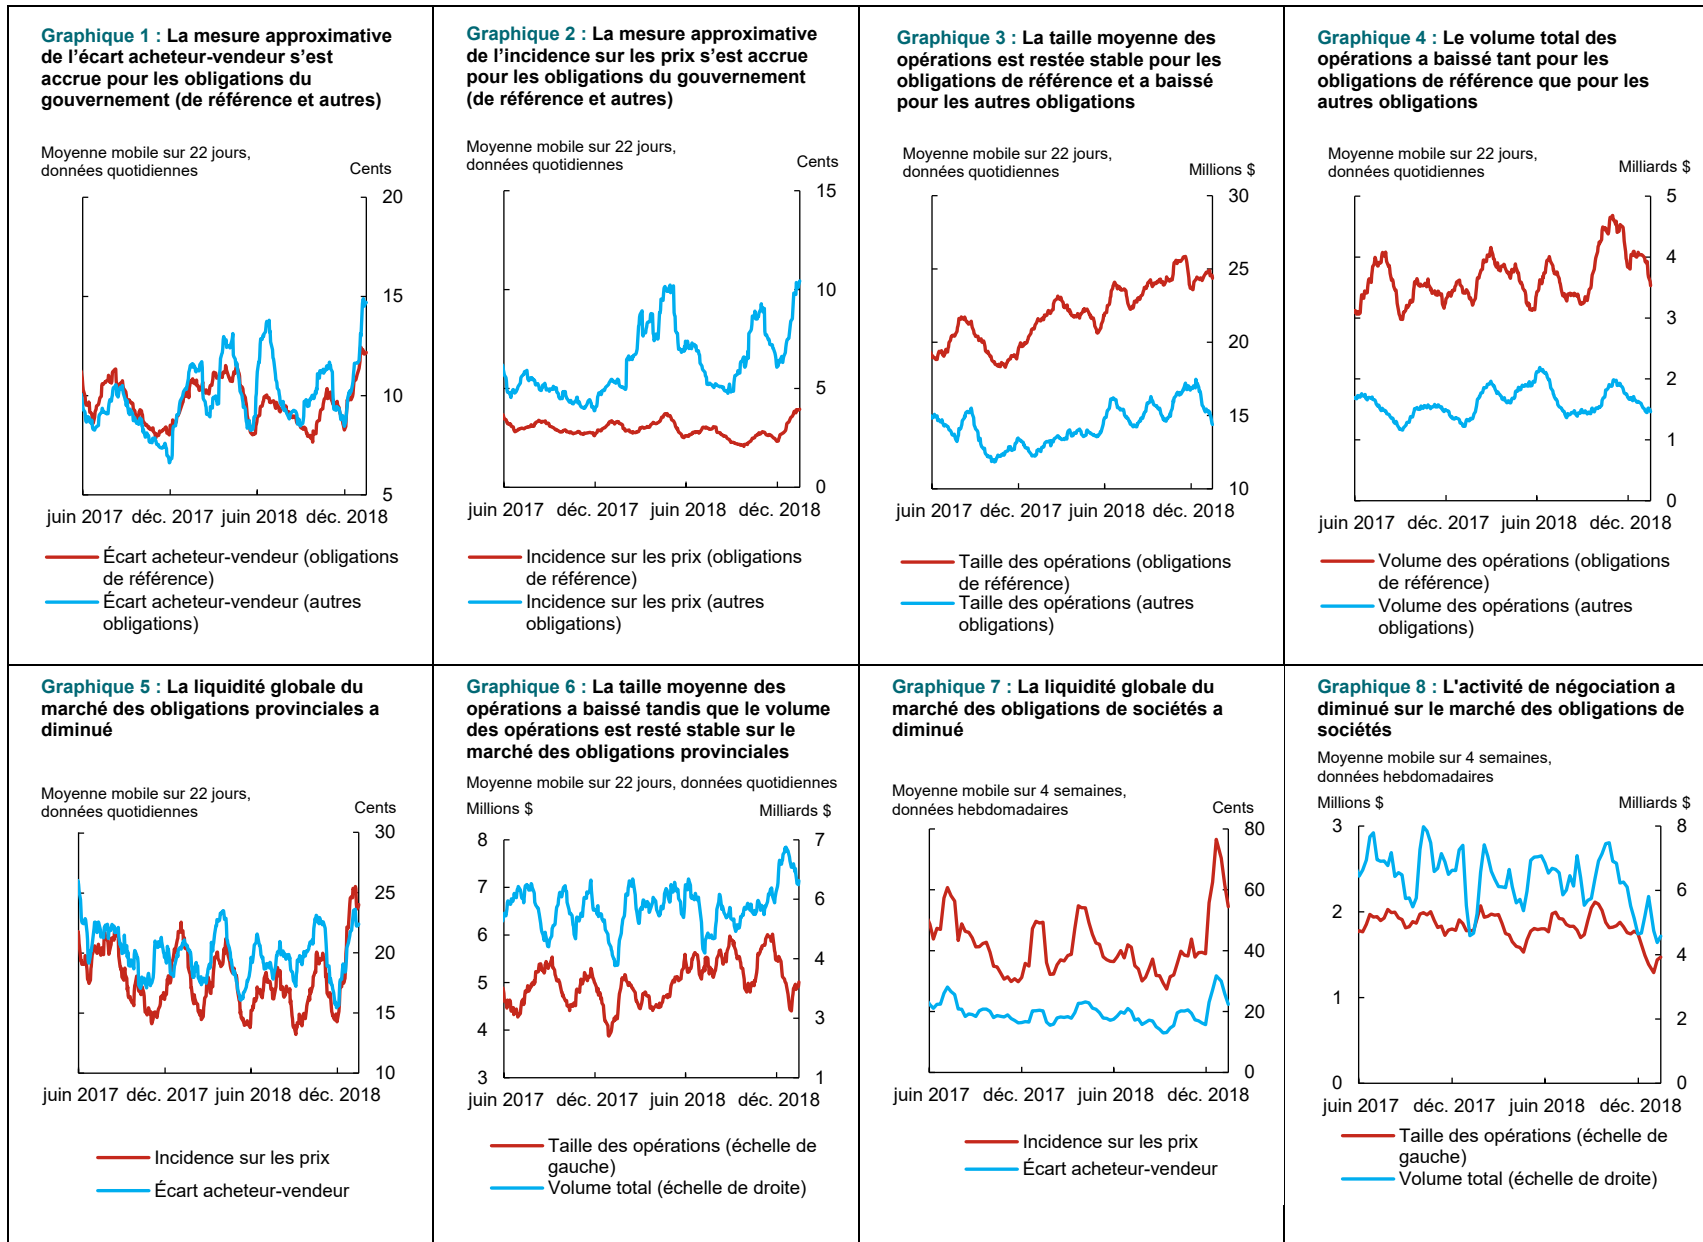 Graphique 1 : La mesure approximative
de l’écart acheteur-vendeur s’est
accrue pour les obligations du
gouvernement (de référence et autres)
Moyenne mobile sur 22 jours,
données quotidiennes
Cents
20
15
10
5
juin 2017 déc. 2017 juin 2018 déc. 2018
Écart acheteur-vendeur (obligations
de référence)
Écart acheteur-vendeur (autres
obligations)
Graphique 2 : La mesure approximative
de l’incidence sur les prix s’est accrue
pour les obligations du gouvernement
(de référence et autres)
Moyenne mobile sur 22 jours,
données quotidiennes
Cents
15
10
5
0
juin 2017 déc. 2017 juin 2018 déc. 2018
Incidence sur les prix (obligations
de référence)
Incidence sur les prix (autres
obligations)
Graphique 3 : La taille moyenne des
opérations est restée stable pour les
obligations de référence et a baissé
pour les autres obligations
Moyenne mobile sur 22 jours,
données quotidiennes
Millions $
30
25
20
15
10
juin 2017 déc. 2017 juin 2018 déc. 2018
Taille des opérations (obligations
de référence)
Taille des opérations (autres
obligations)
Graphique 4 : Le volume total des
opérations a baissé tant pour les
obligations de référence que pour les
autres obligations
Moyenne mobile sur 22 jours,
données quotidiennes
Milliards $
5
4
3
2
1
0
juin 2017 déc. 2017 juin 2018 déc. 2018
Volume des opérations (obligations
de référence)
Volume des opérations (autres
obligations)
Graphique 5 : La liquidité globale du
marché des obligations provinciales a
diminué
Moyenne mobile sur 22 jours,
données quotidiennes
Cents
30
25
20
15
10
juin 2017 déc. 2017 juin 2018 déc. 2018
Incidence sur les prix
Écart acheteur-vendeur
Graphique 6 : La taille moyenne des
opérations a baissé tandis que le volume
des opérations est resté stable sur le
marché des obligations provinciales
Moyenne mobile sur 22 jours, données quotidiennes
Millions $ Milliards $
8 7
7
6 6
5 4
4 3
3 1
juin 2017 déc. 2017 juin 2018 déc. 2018
Taille des opérations (échelle de
gauche)
Volume total (échelle de droite)
Graphique 7 : La liquidité globale du
marché des obligations de sociétés a
diminué
Moyenne mobile sur 4 semaines,
données hebdomadaires
Cents
80
60
40
20
0
juin 2017 déc. 2017 juin 2018 déc. 2018
Incidence sur les prix
Écart acheteur-vendeur
Graphique 8 : L'activité de négociation a
diminué sur le marché des obligations de
sociétés
Moyenne mobile sur 4 semaines,
données hebdomadaires
Millions $ Milliards $
3 8
6
2
4
1
2
0 0
juin 2017 déc. 2017 juin 2018 déc. 2018
Taille des opérations (échelle de
gauche)
Volume total (échelle de droite)